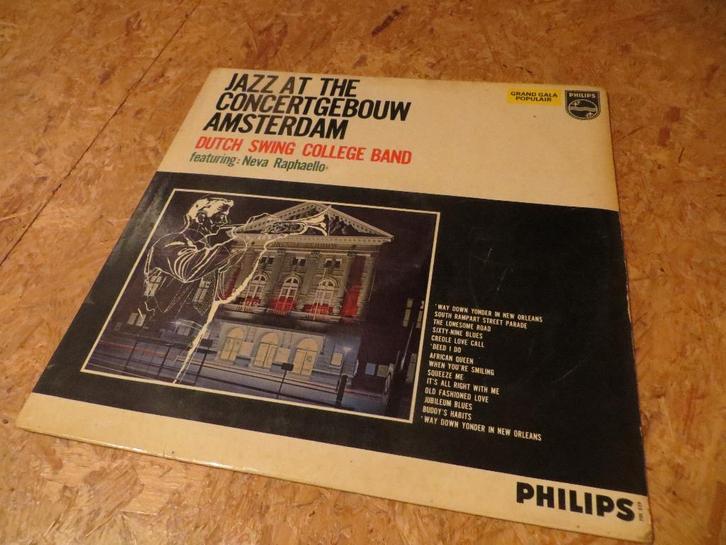 JAZZ AT THE
CONCERTGEBOUW
AMSTERDAM
DUTCH SWING COLLEGE BAND
featuring: Neva Raphaello
GRAND GALA
POPULAIR
PHILIPS
'WAY DOWN YONDER IN NEW ORLEANS
SOUTH RAMPART STREET PARADE
THE LONESOME ROAD
SIXTY-NINE BLUES
CREOLE LOVE CALL
'DEED I DO
AFRICAN QUEEN
WHEN YOU'RE SMILING
SQUEEZE ME
IT'S ALL RIGHT WITH ME
OLD FASHIONED LOVE
JUBILEUM BLUES
BUDDY'S HABITS
'WAY DOWN YONDER IN NEW ORLEANS
PHILIPS